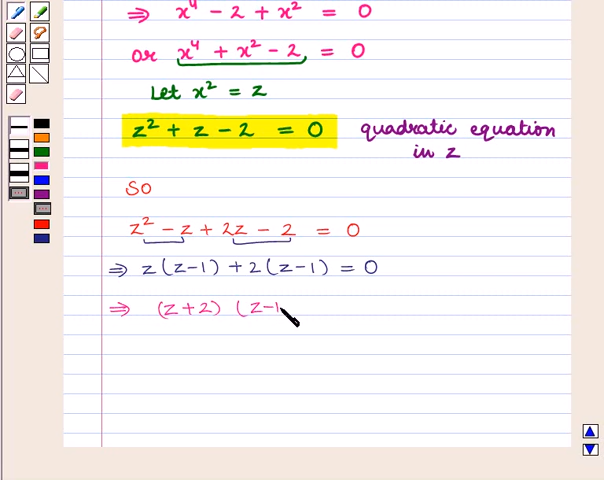 ⇒ x⁴ − 2 + x² = 0
or x⁴ + x² − 2 = 0
Let x² = z
z² + z − 2 = 0 quadratic equation
in z
SO
z² − z + 2z − 2 = 0
⇒ z(z−1) + 2(z−1) = 0
⇒ (z+2) (z−1